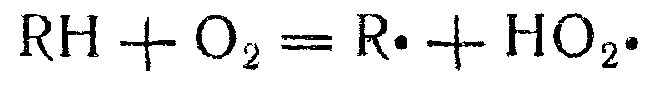 RH + O₂ = R• + HO₂•